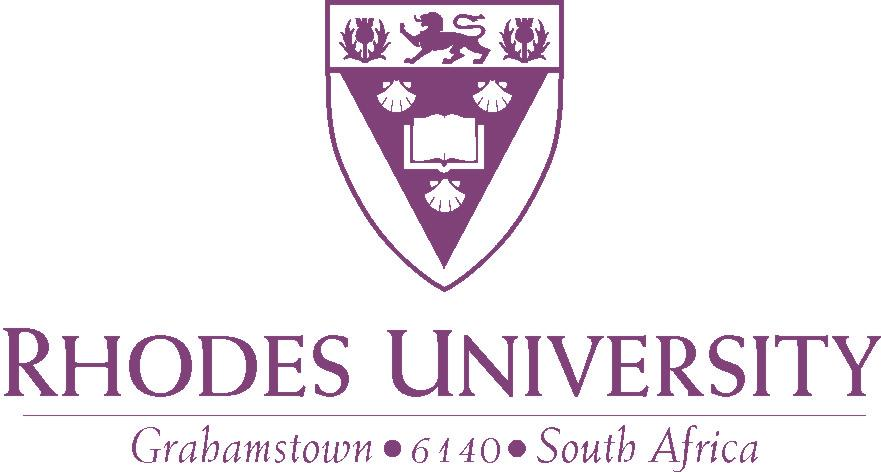 RHODES UNIVERSITY
Grahamstown • 6140 • South Africa